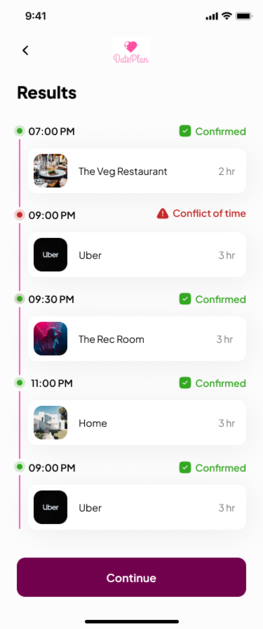 9:41
DatePlan
Results
07:00 PM Confirmed
The Veg Restaurant 2 hr
09:00 PM Conflict of time
Uber Uber 3 hr
09:30 PM Confirmed
The Rec Room 3 hr
11:00 PM Confirmed
Home 3 hr
09:00 PM Confirmed
Uber Uber 3 hr
Continue